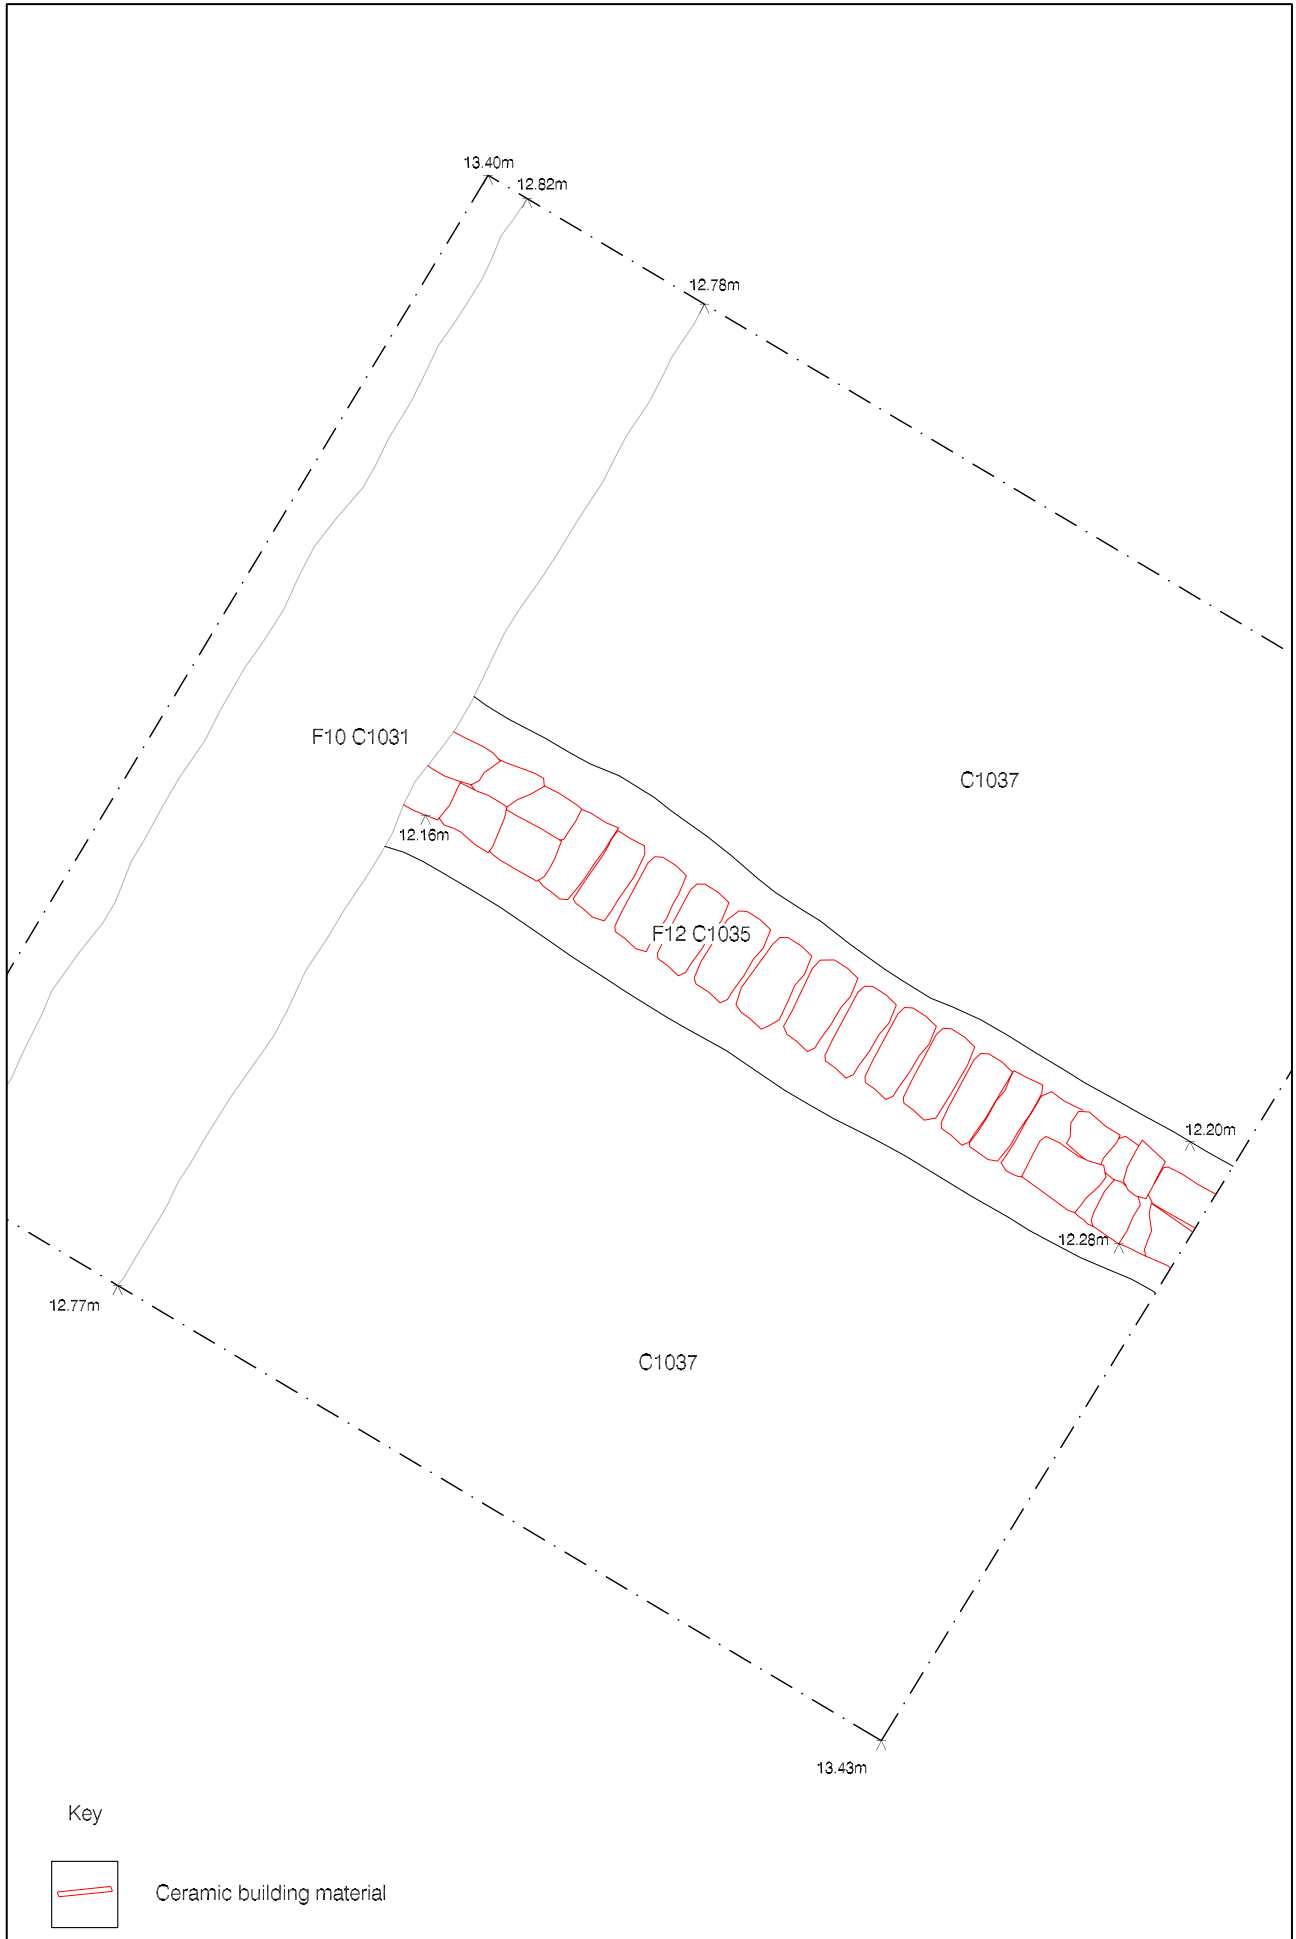 13.40m
12.82m
12.78m
F10 C1031
C1037
12.16m
F12 C1035
12.20m
12.28m
12.77m
C1037
13.43m
Key
Ceramic building material